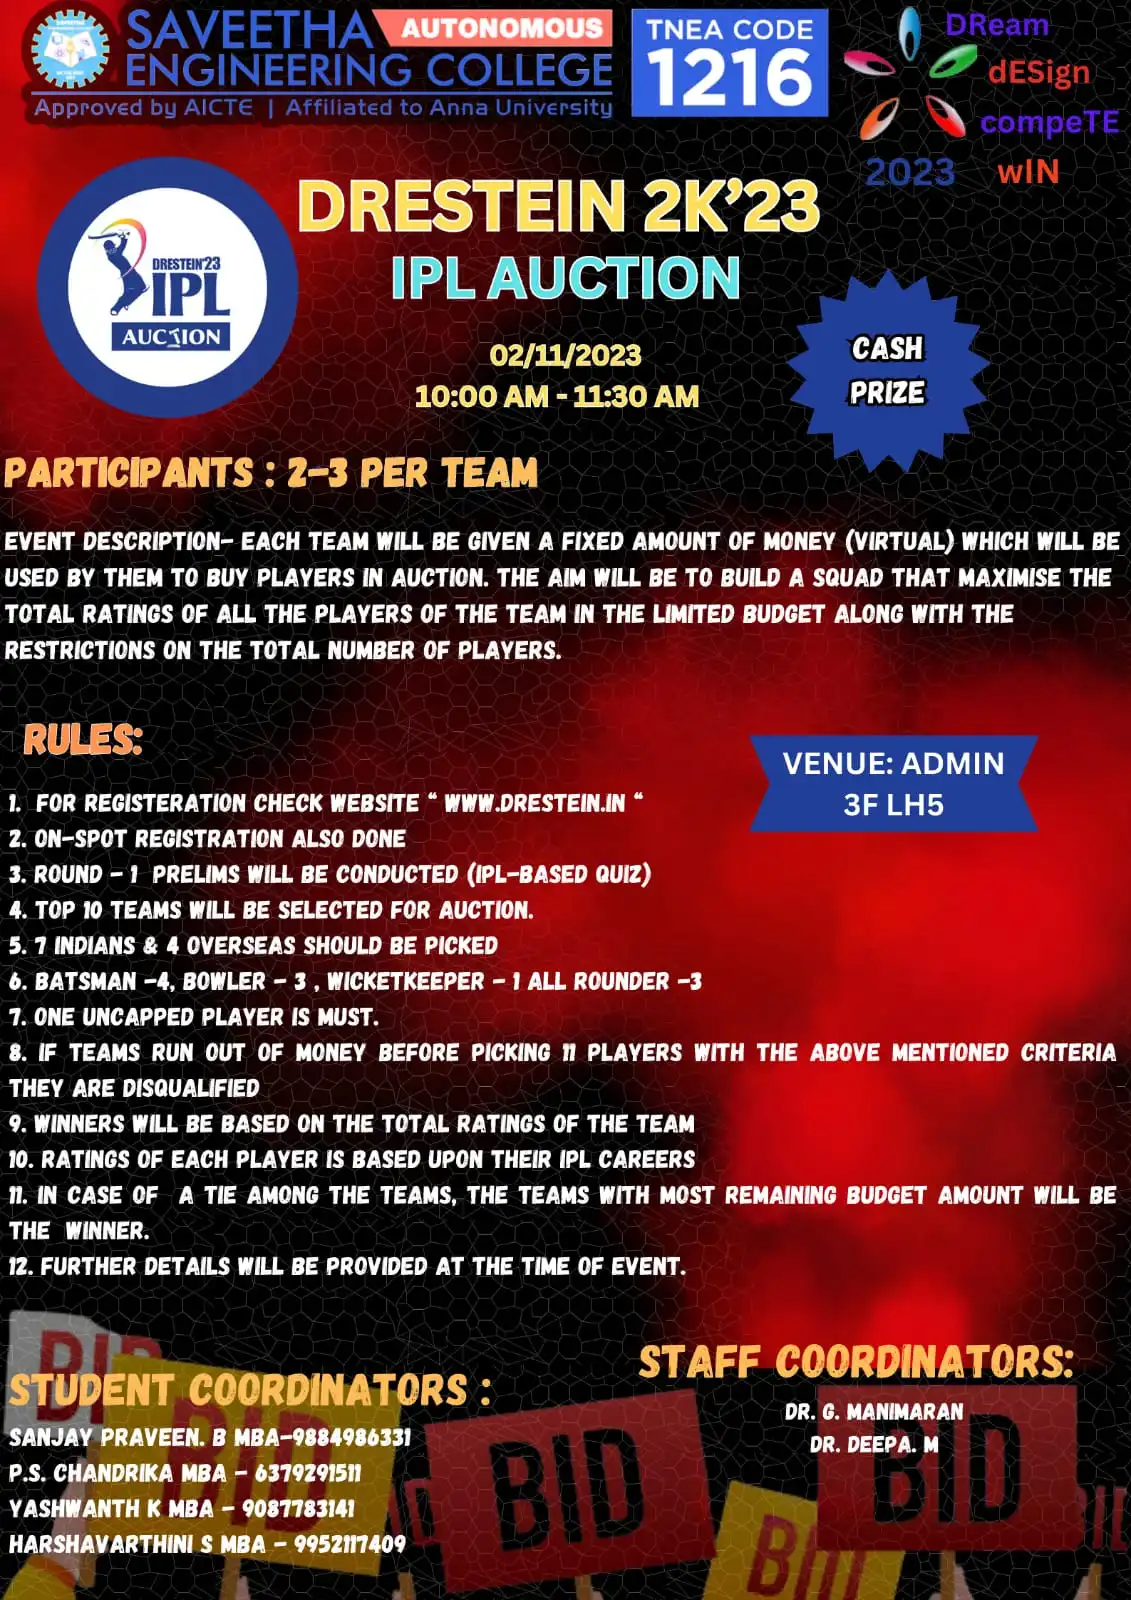 SAVEETHA AUTONOMOUS
ENGINEERING COLLEGE
Approved by AICTE | Affiliated to Anna University
TNEA CODE
1216
DReam
dESign
compeTE
2023 wIN
DRESTEIN 2K'23
IPL AUCTION
DRESTEIN'23
IPL
AUCTION
02/11/2023
10:00 AM - 11:30 AM
CASH
PRIZE
PARTICIPANTS : 2-3 PER TEAM
EVENT DESCRIPTION- EACH TEAM WILL BE GIVEN A FIXED AMOUNT OF MONEY (VIRTUAL) WHICH WILL BE
USED BY THEM TO BUY PLAYERS IN AUCTION. THE AIM WILL BE TO BUILD A SQUAD THAT MAXIMISE THE
TOTAL RATINGS OF ALL THE PLAYERS OF THE TEAM IN THE LIMITED BUDGET ALONG WITH THE
RESTRICTIONS ON THE TOTAL NUMBER OF PLAYERS.
RULES:
VENUE: ADMIN
3F LH5
1. FOR REGISTERATION CHECK WEBSITE “ WWW.DRESTEIN.IN “
2. ON-SPOT REGISTRATION ALSO DONE
3. ROUND - 1 PRELIMS WILL BE CONDUCTED (IPL-BASED QUIZ)
4. TOP 10 TEAMS WILL BE SELECTED FOR AUCTION.
5. 7 INDIANS & 4 OVERSEAS SHOULD BE PICKED
6. BATSMAN -4, BOWLER - 3 , WICKETKEEPER - 1 ALL ROUNDER -3
7. ONE UNCAPPED PLAYER IS MUST.
8. IF TEAMS RUN OUT OF MONEY BEFORE PICKING 11 PLAYERS WITH THE ABOVE MENTIONED CRITERIA
THEY ARE DISQUALIFIED
9. WINNERS WILL BE BASED ON THE TOTAL RATINGS OF THE TEAM
10. RATINGS OF EACH PLAYER IS BASED UPON THEIR IPL CAREERS
11. IN CASE OF A TIE AMONG THE TEAMS, THE TEAMS WITH MOST REMAINING BUDGET AMOUNT WILL BE
THE WINNER.
12. FURTHER DETAILS WILL BE PROVIDED AT THE TIME OF EVENT.
STUDENT COORDINATORS :
SANJAY PRAVEEN. B MBA-9884986331
P.S. CHANDRIKA MBA - 6379291511
YASHWANTH K MBA - 9087783141
HARSHAVARTHINI S MBA - 9952117409
STAFF COORDINATORS:
DR. G. MANIMARAN
DR. DEEPA. M
BID
BID
BID
BID
BID